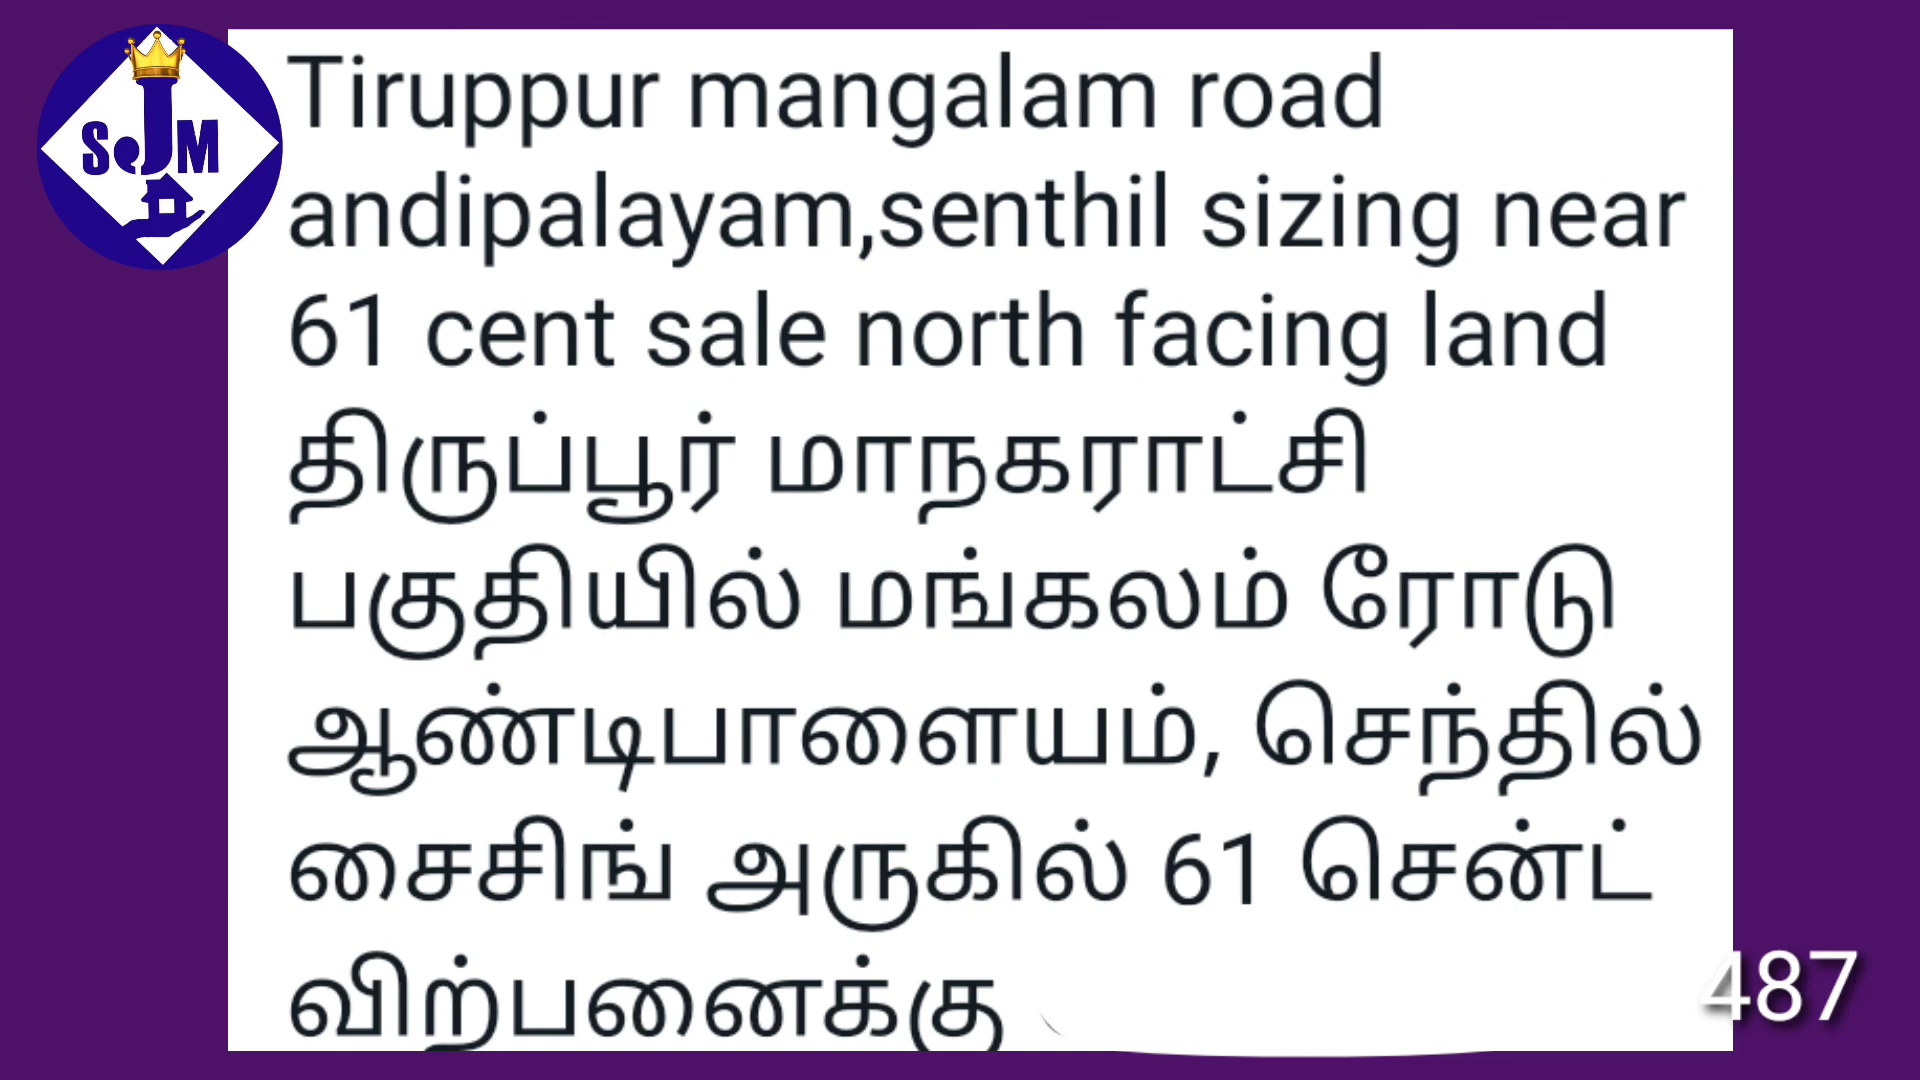 SeJM
Tiruppur mangalam road
andipalayam,senthil sizing near
61 cent sale north facing land
திருப்பூர் மாநகராட்சி
பகுதியில் மங்கலம் ரோடு
ஆண்டிபாளையம், செந்தில்
சைசிங் அருகில் 61 சென்ட்
விற்பனைக்கு
487